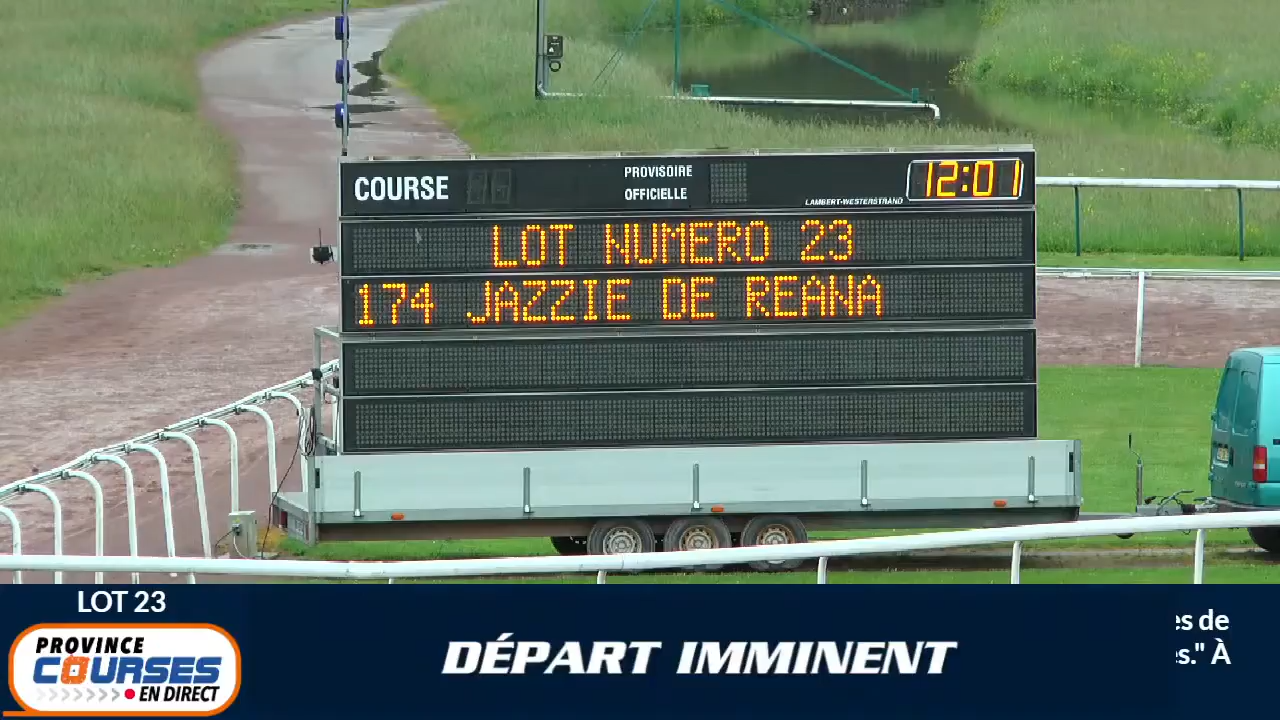 COURSE
PROVISOIRE
OFFICIELLE
12:01
LAMBERT-WESTERSTRAND
LOT NUMERO 23
174 JAZZIE DE REANA
LOT 23
PROVINCE
COURSES
EN DIRECT
DÉPART IMMINENT
es de
es." À